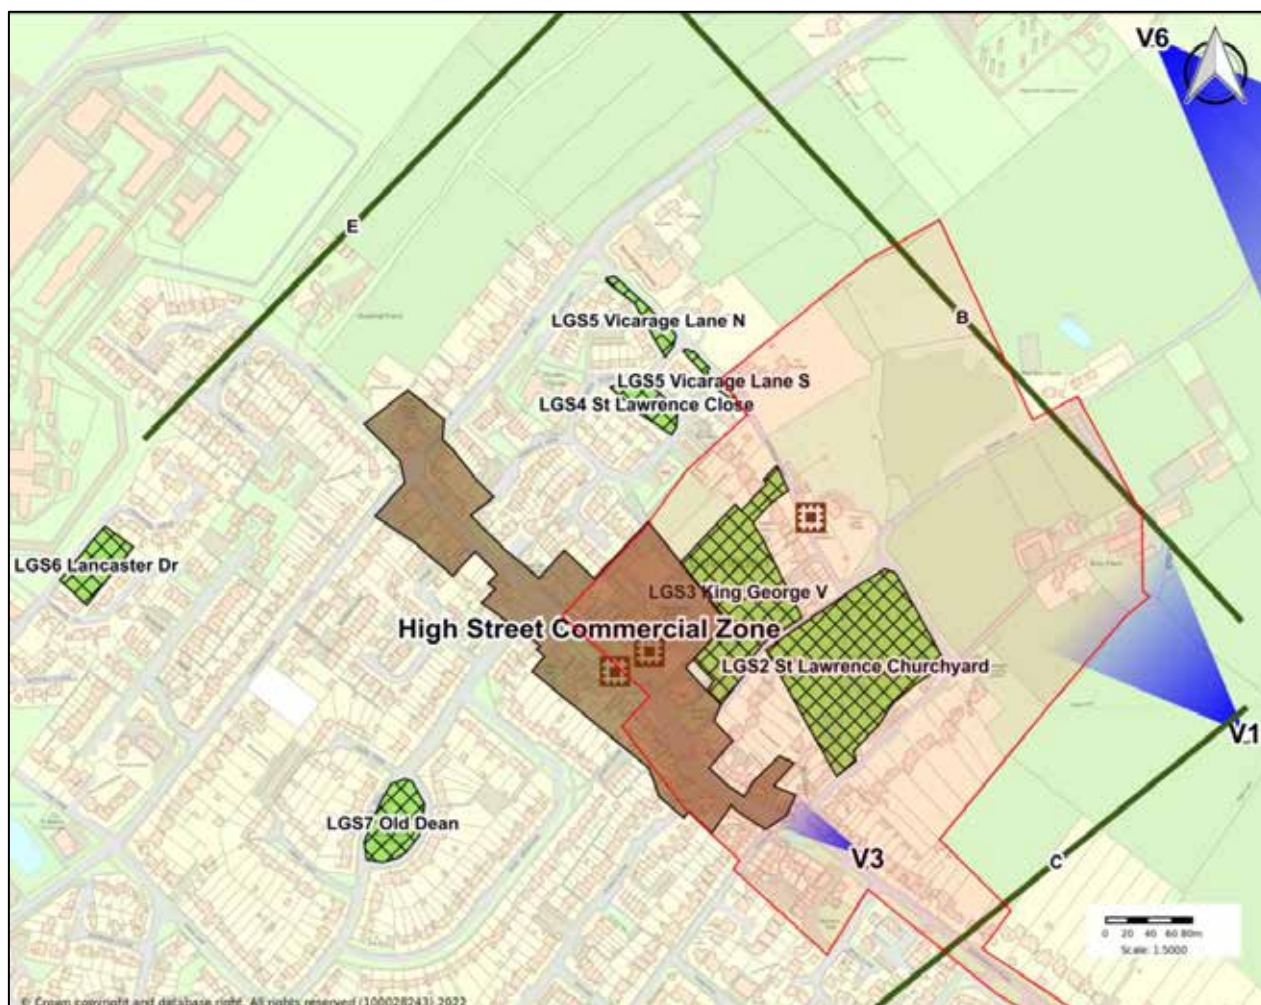 V6
E
B
LGS5 Vicarage Lane N
LGS5 Vicarage Lane S
LGS4 St Lawrence Close
LGS6 Lancaster Dr
LGS3 King George V
High Street Commercial Zone
LGS2 St Lawrence Churchyard
V1
LGS7 Old Dean
V3
C
0 20 40 60 80m
Scale: 1:5000
© Crown copyright and database right. All rights reserved (100028243) 2022